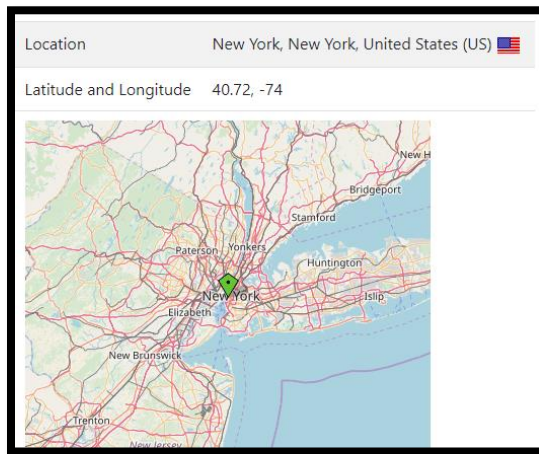 Location New York, New York, United States (US)
Latitude and Longitude 40.72, -74
New H
Bridgeport
Stamford
Paterson Yonkers
Huntington
New York
Islip
Elizabeth
New Brunswick
Trenton
New Jersey